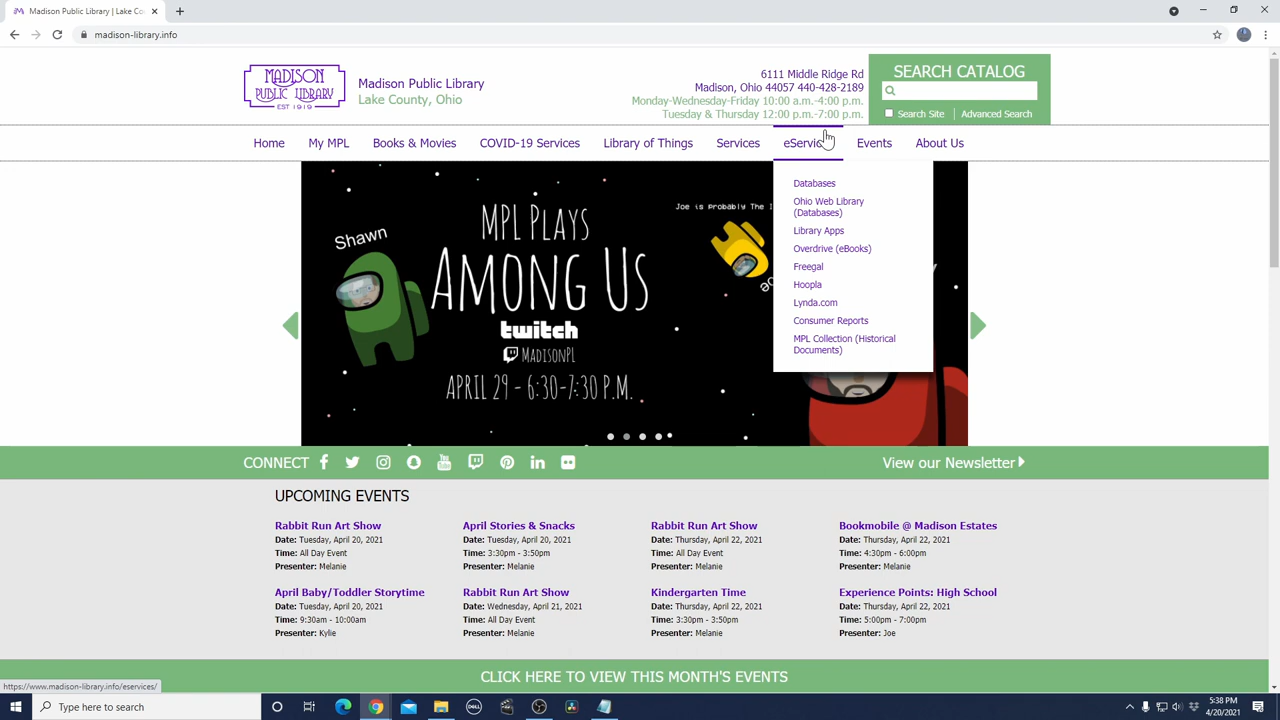 Madison Public Library | Lake Co
madison-library.info
MADISON
PUBLIC LIBRARY
EST 1919
Madison Public Library
Lake County, Ohio
6111 Middle Ridge Rd
Madison, Ohio 44057 440-428-2189
Monday-Wednesday-Friday 10:00 a.m.-4:00 p.m.
Tuesday & Thursday 12:00 p.m.-7:00 p.m.
SEARCH CATALOG
Search Site | Advanced Search
Home My MPL Books & Movies COVID-19 Services Library of Things Services eServic Events About Us
Databases
Ohio Web Library
(Databases)
Library Apps
Overdrive (eBooks)
Freegal
Hoopla
Lynda.com
Consumer Reports
MPL Collection (Historical
Documents)
Joe is Probably The I
Shawn
MPL PLAYS
AMONG US
twitch
MADISONPL
APRIL 29 - 6:30-7:30 P.M.
CONNECT
View our Newsletter
UPCOMING EVENTS
Rabbit Run Art Show
Date: Tuesday, April 20, 2021
Time: All Day Event
Presenter: Melanie
April Stories & Snacks
Date: Tuesday, April 20, 2021
Time: 3:30pm - 3:50pm
Presenter: Melanie
Rabbit Run Art Show
Date: Thursday, April 22, 2021
Time: All Day Event
Presenter: Melanie
Bookmobile @ Madison Estates
Date: Thursday, April 22, 2021
Time: 4:30pm - 6:00pm
Presenter: Melanie
April Baby/Toddler Storytime
Date: Tuesday, April 20, 2021
Time: 9:30am - 10:00am
Presenter: Kylie
Rabbit Run Art Show
Date: Wednesday, April 21, 2021
Time: All Day Event
Presenter: Melanie
Kindergarten Time
Date: Thursday, April 22, 2021
Time: 3:30pm - 3:50pm
Presenter: Melanie
Experience Points: High School
Date: Thursday, April 22, 2021
Time: 5:00pm - 7:00pm
Presenter: Joe
CLICK HERE TO VIEW THIS MONTH'S EVENTS
https://www.madison-library.info/eservices/
Type here to search
DELL
5:38 PM
4/20/2021